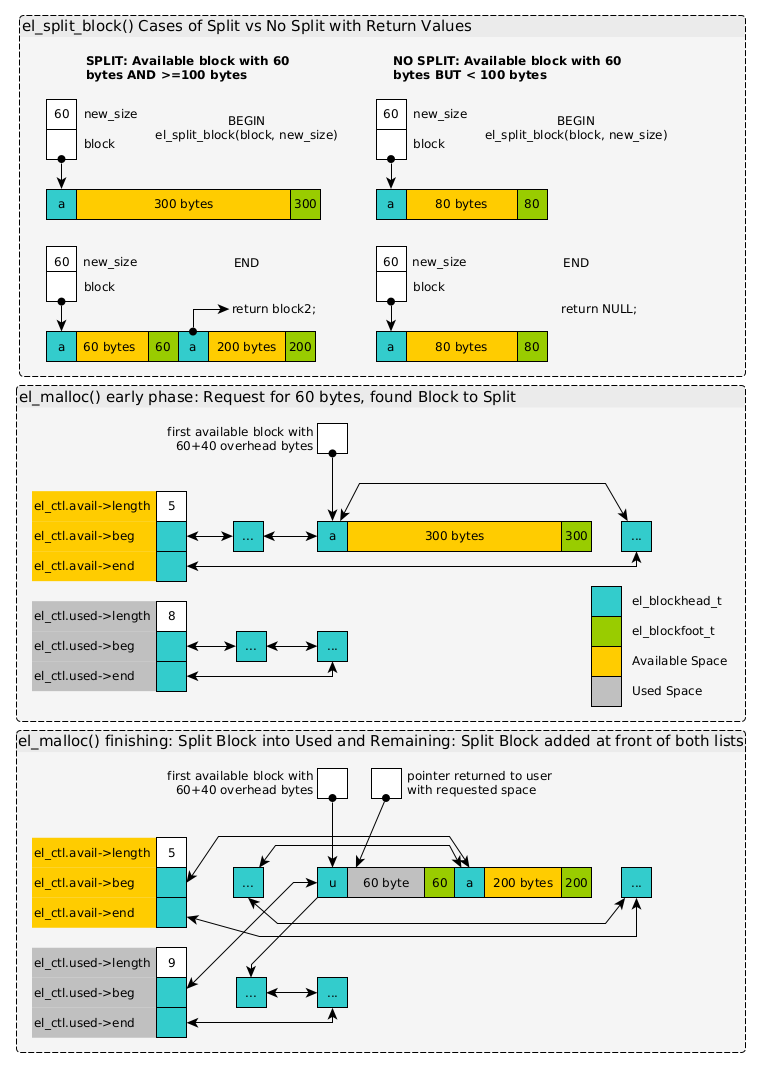 el_split_block() Cases of Split vs No Split with Return Values
SPLIT: Available block with 60
bytes AND >=100 bytes
NO SPLIT: Available block with 60
bytes BUT < 100 bytes
60
new_size
block
BEGIN
el_split_block(block, new_size)
a
300 bytes
300
60
new_size
block
BEGIN
el_split_block(block, new_size)
a
80 bytes
80
60
new_size
block
END
return block2;
a
60 bytes
60
a
200 bytes
200
60
new_size
block
END
return NULL;
a
80 bytes
80
el_malloc() early phase: Request for 60 bytes, found Block to Split
first available block with
60+40 overhead bytes
el_ctl.avail->length
5
el_ctl.avail->beg
...
a
300 bytes
300
...
el_ctl.avail->end
el_ctl.used->length
8
el_ctl.used->beg
...
...
el_ctl.used->end
el_blockhead_t
el_blockfoot_t
Available Space
Used Space
el_malloc() finishing: Split Block into Used and Remaining: Split Block added at front of both lists
first available block with
60+40 overhead bytes
pointer returned to user
with requested space
el_ctl.avail->length
5
el_ctl.avail->beg
...
u
60 byte
60
a
200 bytes
200
...
el_ctl.avail->end
el_ctl.used->length
9
el_ctl.used->beg
...
...
el_ctl.used->end